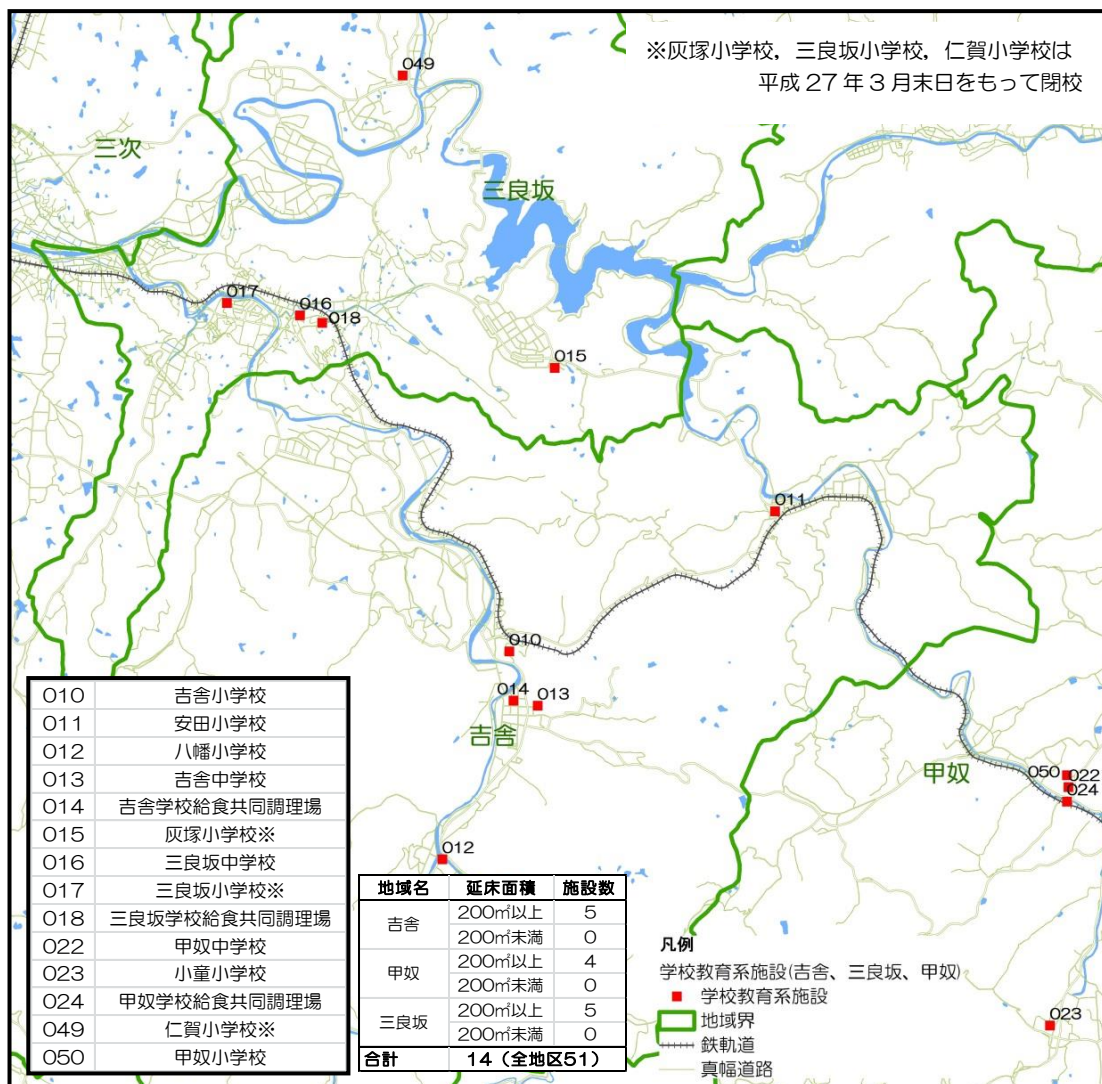 ※灰塚小学校，三良坂小学校，仁賀小学校は
平成 27 年 3 月末日をもって閉校
049
三次
三良坂
017
016
018
015
011
010
014
013
吉舎
050
022
甲奴
024
012
023
010 吉舎小学校
011 安田小学校
012 八幡小学校
013 吉舎中学校
014 吉舎学校給食共同調理場
015 灰塚小学校※
016 三良坂中学校
017 三良坂小学校※
018 三良坂学校給食共同調理場
022 甲奴中学校
023 小童小学校
024 甲奴学校給食共同調理場
049 仁賀小学校※
050 甲奴小学校
地域名 延床面積 施設数
吉舎 200㎡以上 5
200㎡未満 0
甲奴 200㎡以上 4
200㎡未満 0
三良坂 200㎡以上 5
200㎡未満 0
合計 14（全地区51）
凡例
学校教育系施設(吉舎、三良坂、甲奴)
学校教育系施設
地域界
鉄軌道
真幅道路